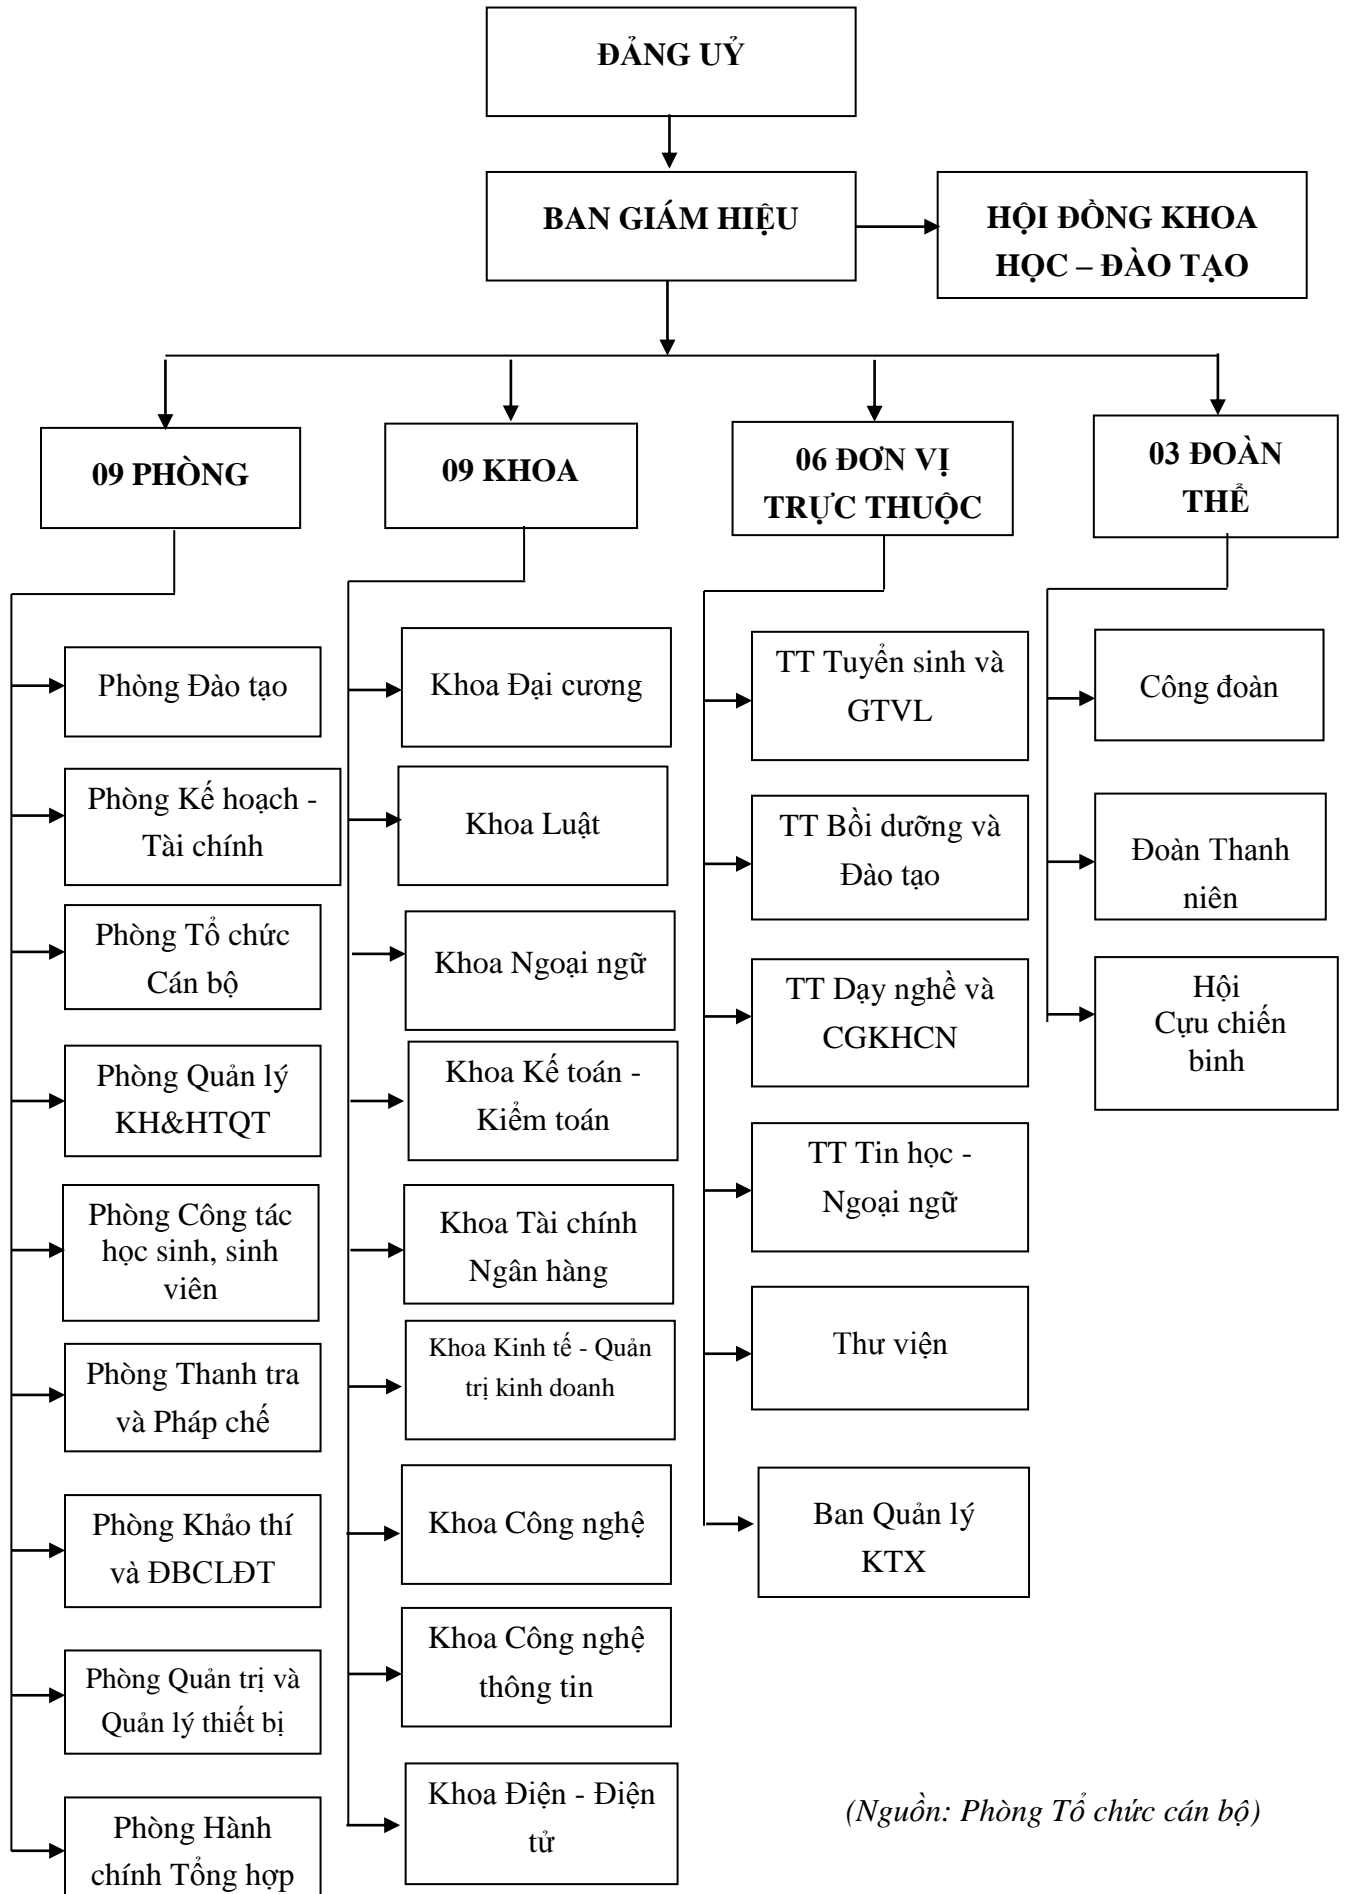 ĐẢNG UỶ
BAN GIÁM HIỆU
HỘI ĐỒNG KHOA
HỌC – ĐÀO TẠO
09 PHÒNG
09 KHOA
06 ĐƠN VỊ
TRỰC THUỘC
03 ĐOÀN
THỂ
Phòng Đào tạo
Phòng Kế hoạch -
Tài chính
Phòng Tổ chức
Cán bộ
Phòng Quản lý
KH&HTQT
Phòng Công tác
học sinh, sinh
viên
Phòng Thanh tra
và Pháp chế
Phòng Khảo thí
và ĐBCLĐT
Phòng Quản trị và
Quản lý thiết bị
Phòng Hành
chính Tổng hợp
Khoa Đại cương
Khoa Luật
Khoa Ngoại ngữ
Khoa Kế toán -
Kiểm toán
Khoa Tài chính
Ngân hàng
Khoa Kinh tế - Quản
trị kinh doanh
Khoa Công nghệ
Khoa Công nghệ
thông tin
Khoa Điện - Điện
tử
TT Tuyển sinh và
GTVL
TT Bồi dưỡng và
Đào tạo
TT Dạy nghề và
CGKHCN
TT Tin học -
Ngoại ngữ
Thư viện
Ban Quản lý
KTX
Công đoàn
Đoàn Thanh
niên
Hội
Cựu chiến
binh
(Nguồn: Phòng Tổ chức cán bộ)